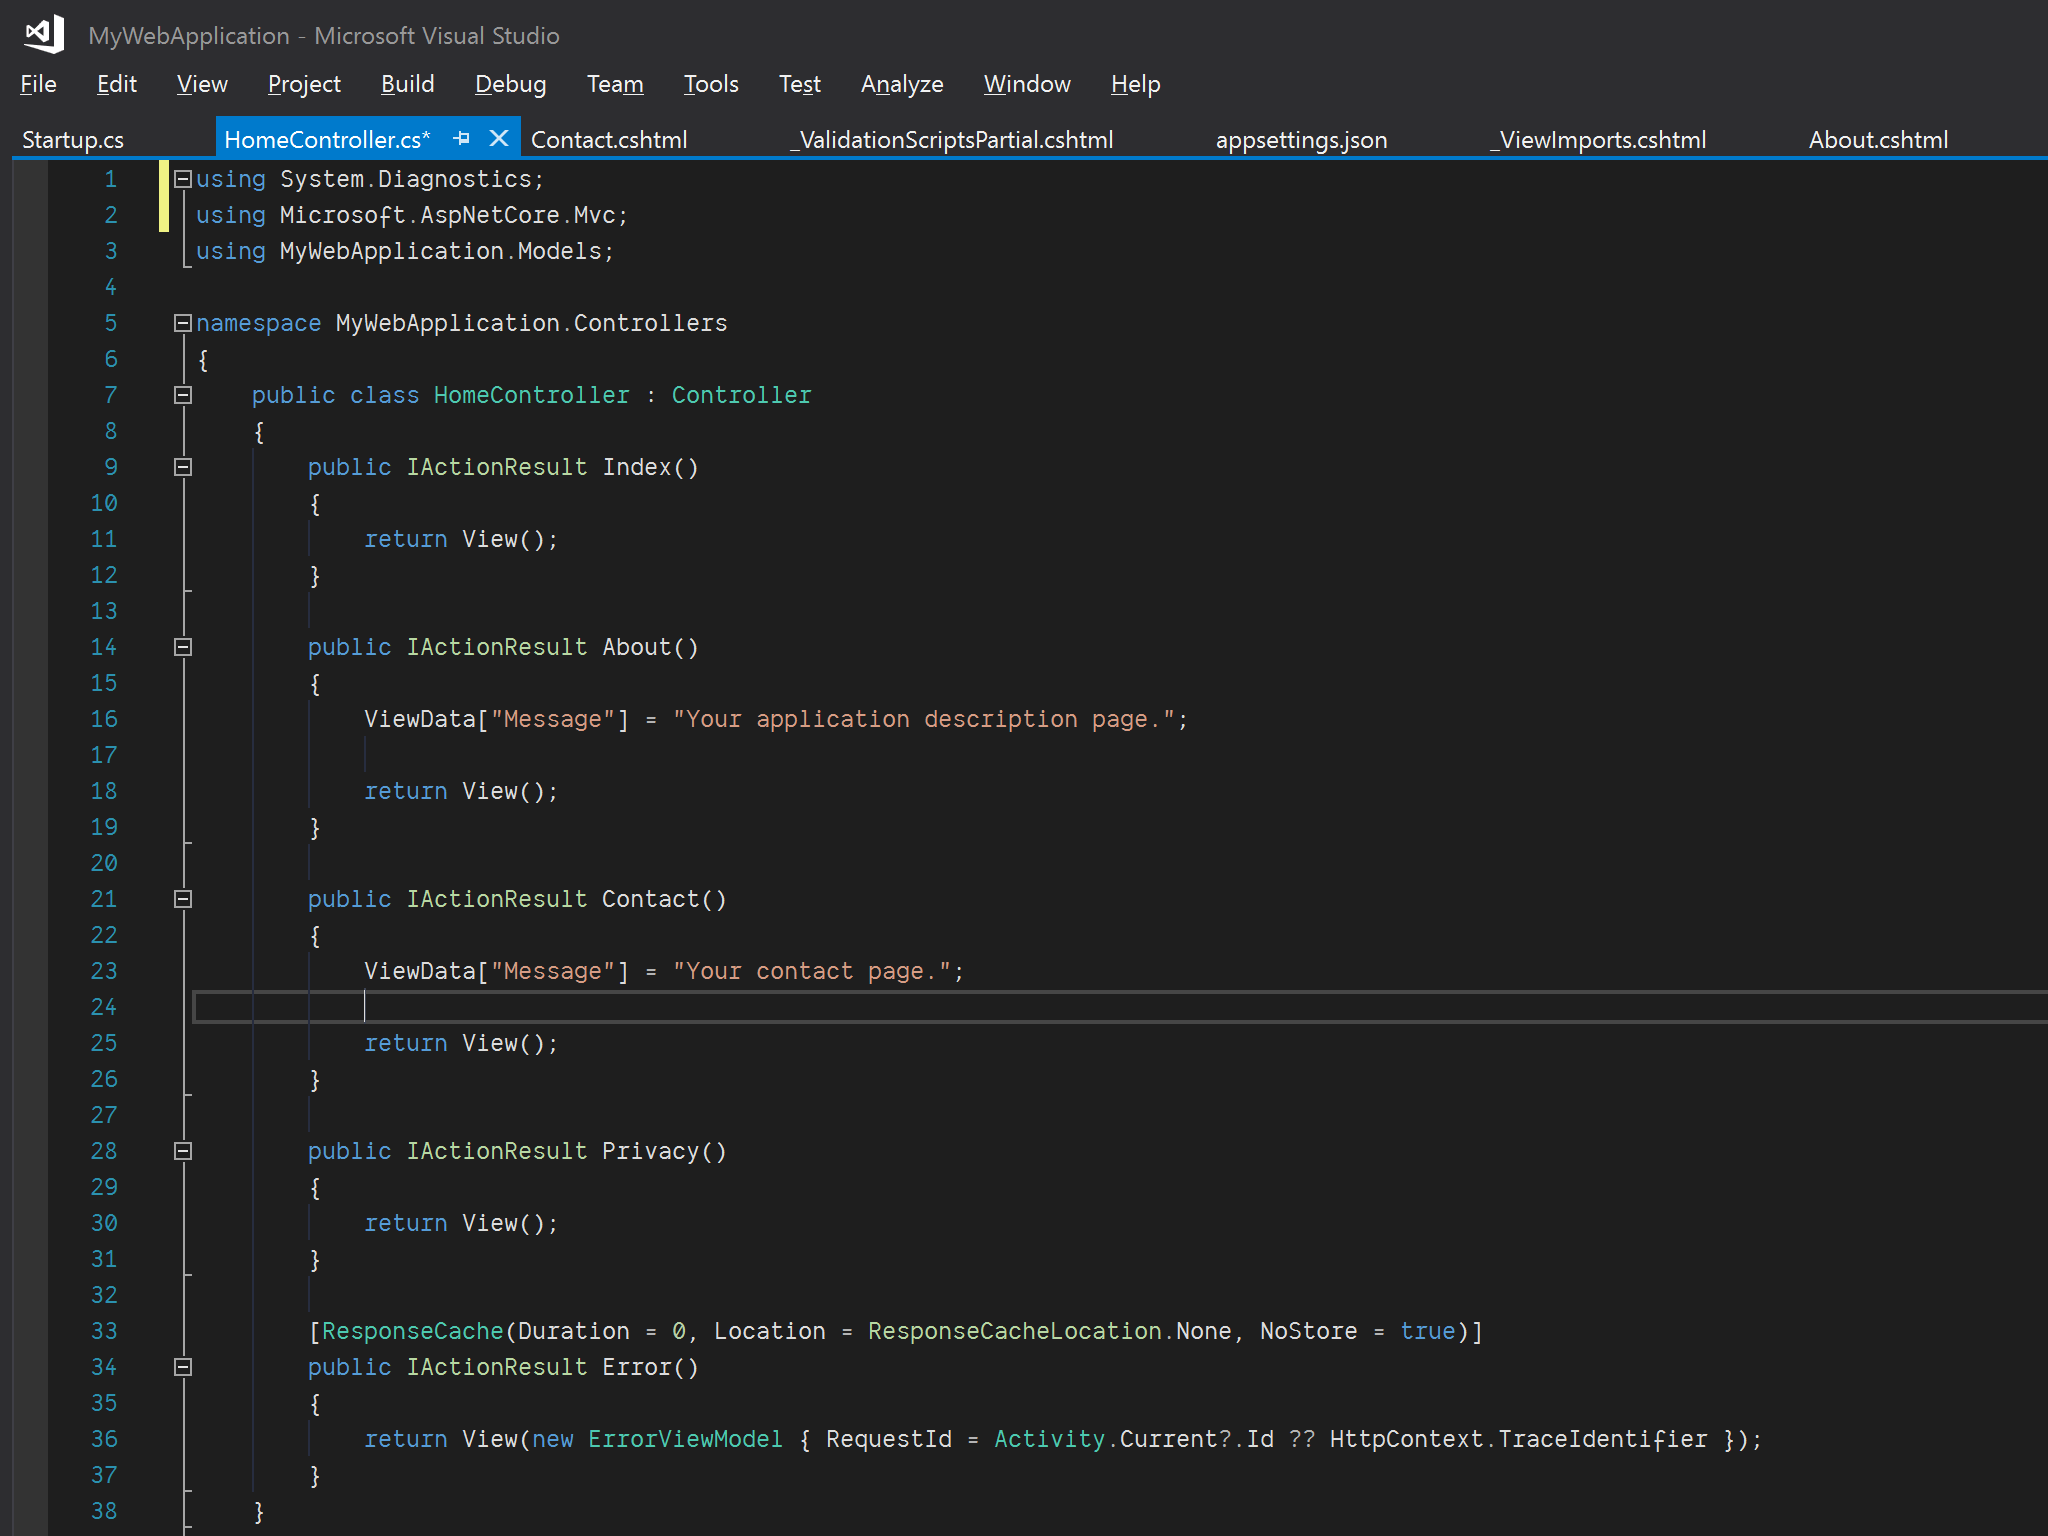 MyWebApplication - Microsoft Visual Studio
File Edit View Project Build Debug Team Tools Test Analyze Window Help
Startup.cs HomeController.cs* Contact.cshtml _ValidationScriptsPartial.cshtml appsettings.json _ViewImports.cshtml About.cshtml
1 using System.Diagnostics;
2 using Microsoft.AspNetCore.Mvc;
3 using MyWebApplication.Models;
4
5 namespace MyWebApplication.Controllers
6 {
7     public class HomeController : Controller
8     {
9         public IActionResult Index()
10         {
11             return View();
12         }
13
14         public IActionResult About()
15         {
16             ViewData["Message"] = "Your application description page.";
17
18             return View();
19         }
20
21         public IActionResult Contact()
22         {
23             ViewData["Message"] = "Your contact page.";
24
25             return View();
26         }
27
28         public IActionResult Privacy()
29         {
30             return View();
31         }
32
33         [ResponseCache(Duration = 0, Location = ResponseCacheLocation.None, NoStore = true)]
34         public IActionResult Error()
35         {
36             return View(new ErrorViewModel { RequestId = Activity.Current?.Id ?? HttpContext.TraceIdentifier });
37         }
38     }